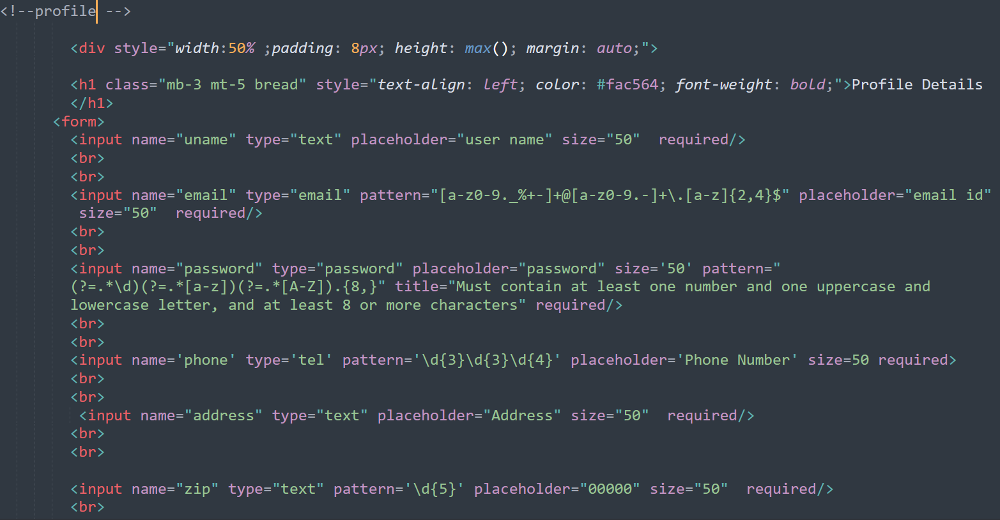 <!--profile -->
<div style="width:50% ;padding: 8px; height: max(); margin: auto;">
<h1 class="mb-3 mt-5 bread" style="text-align: left; color: #fac564; font-weight: bold;">Profile Details
</h1>
<form>
<input name="uname" type="text" placeholder="user name" size="50"  required/>
<br>
<br>
<input name="email" type="email" pattern="[a-z0-9._%+-]+@[a-z0-9.-]+\.[a-z]{2,4}$" placeholder="email id"
size="50"  required/>
<br>
<br>
<input name="password" type="password" placeholder="password" size='50' pattern="
(?=.*\d)(?=.*[a-z])(?=.*[A-Z]).{8,}" title="Must contain at least one number and one uppercase and
lowercase letter, and at least 8 or more characters" required/>
<br>
<br>
<input name='phone' type='tel' pattern='\d{3}\d{3}\d{4}' placeholder='Phone Number' size=50 required>
<br>
<br>
<input name="address" type="text" placeholder="Address" size="50"  required/>
<br>
<br>
<input name="zip" type="text" pattern='\d{5}' placeholder="00000" size="50"  required/>
<br>